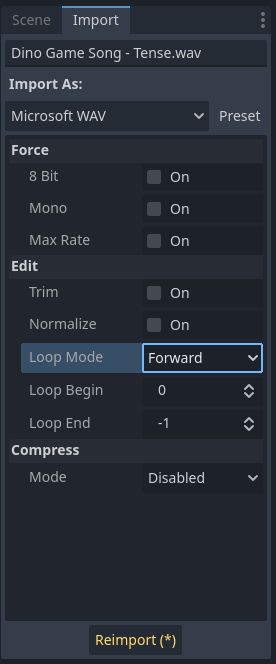 Scene Import
Dino Game Song - Tense.wav
Import As:
Microsoft WAV Preset
Force
8 Bit On
Mono On
Max Rate On
Edit
Trim On
Normalize On
Loop Mode Forward
Loop Begin 0
Loop End -1
Compress
Mode Disabled
Reimport (*)